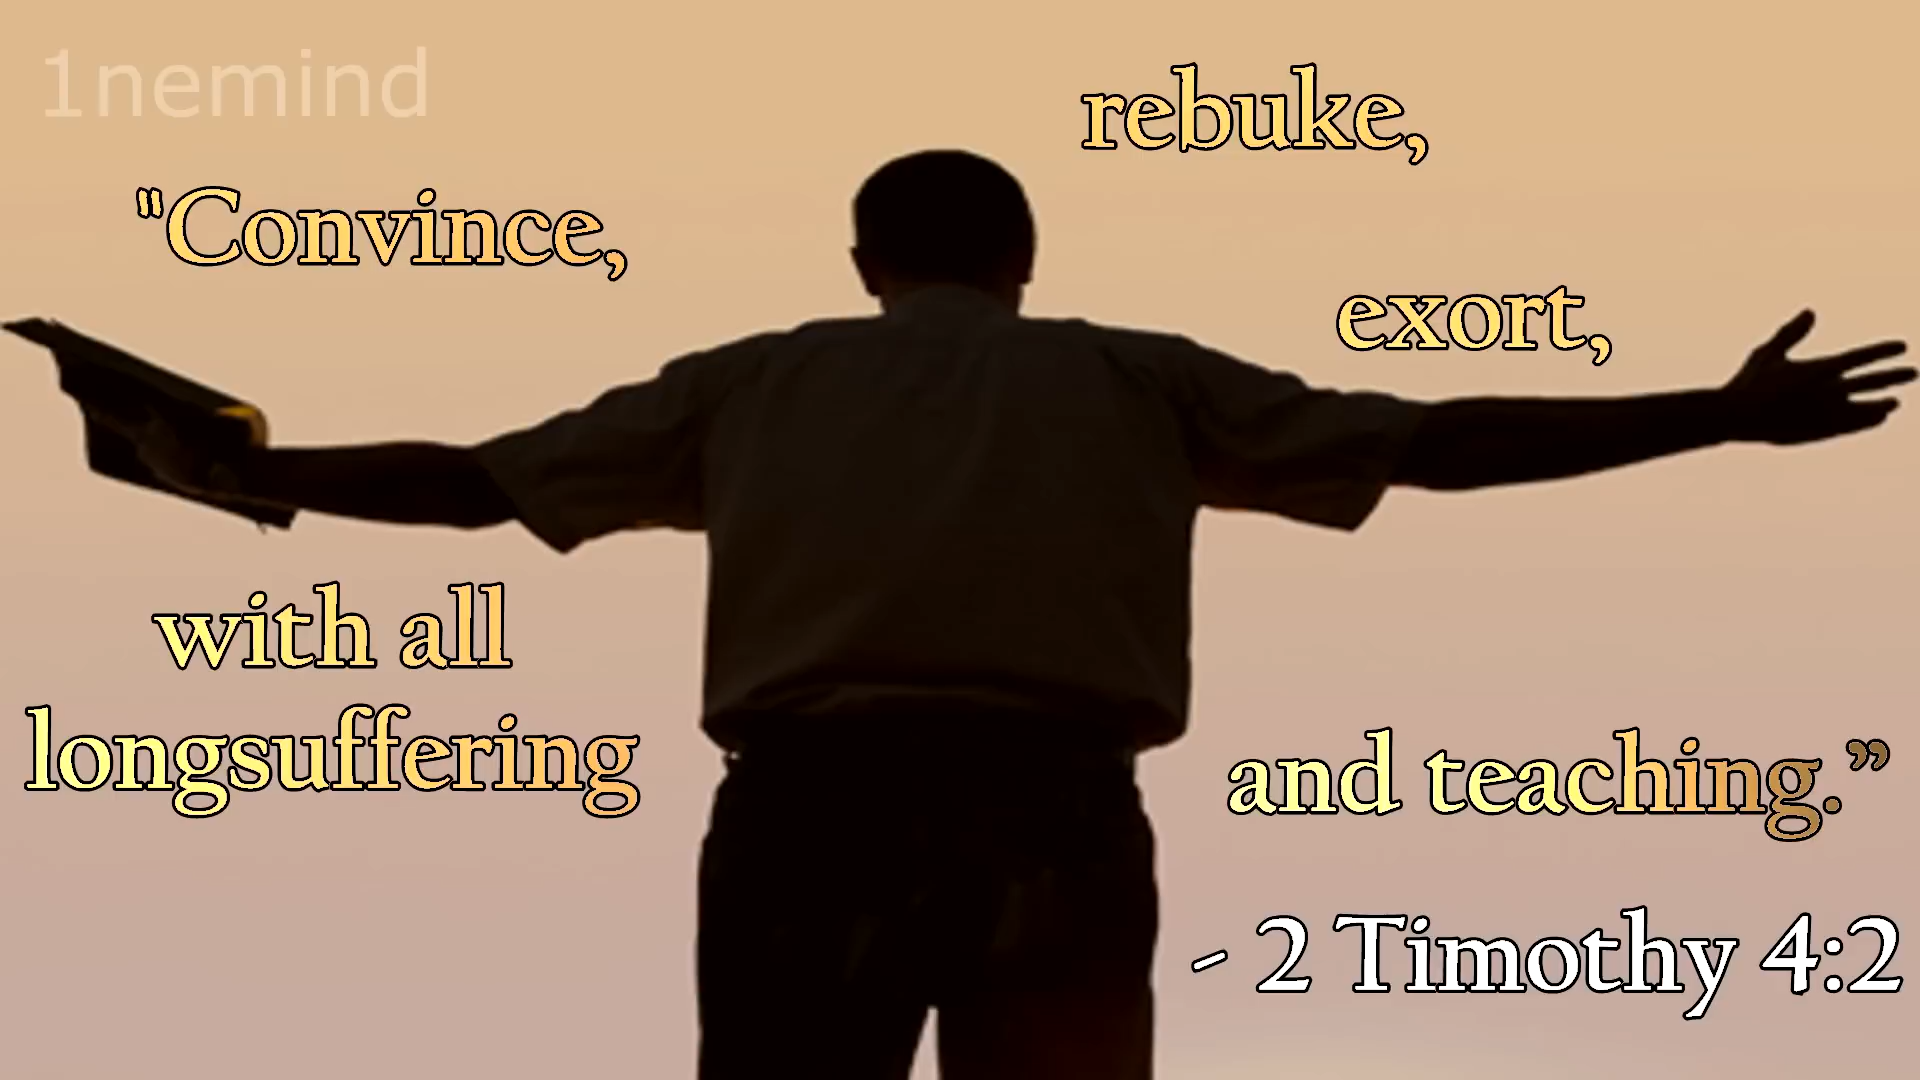 1nemind
"Convince,
rebuke,
exort,
with all
longsuffering
and teaching.”
- 2 Timothy 4:2